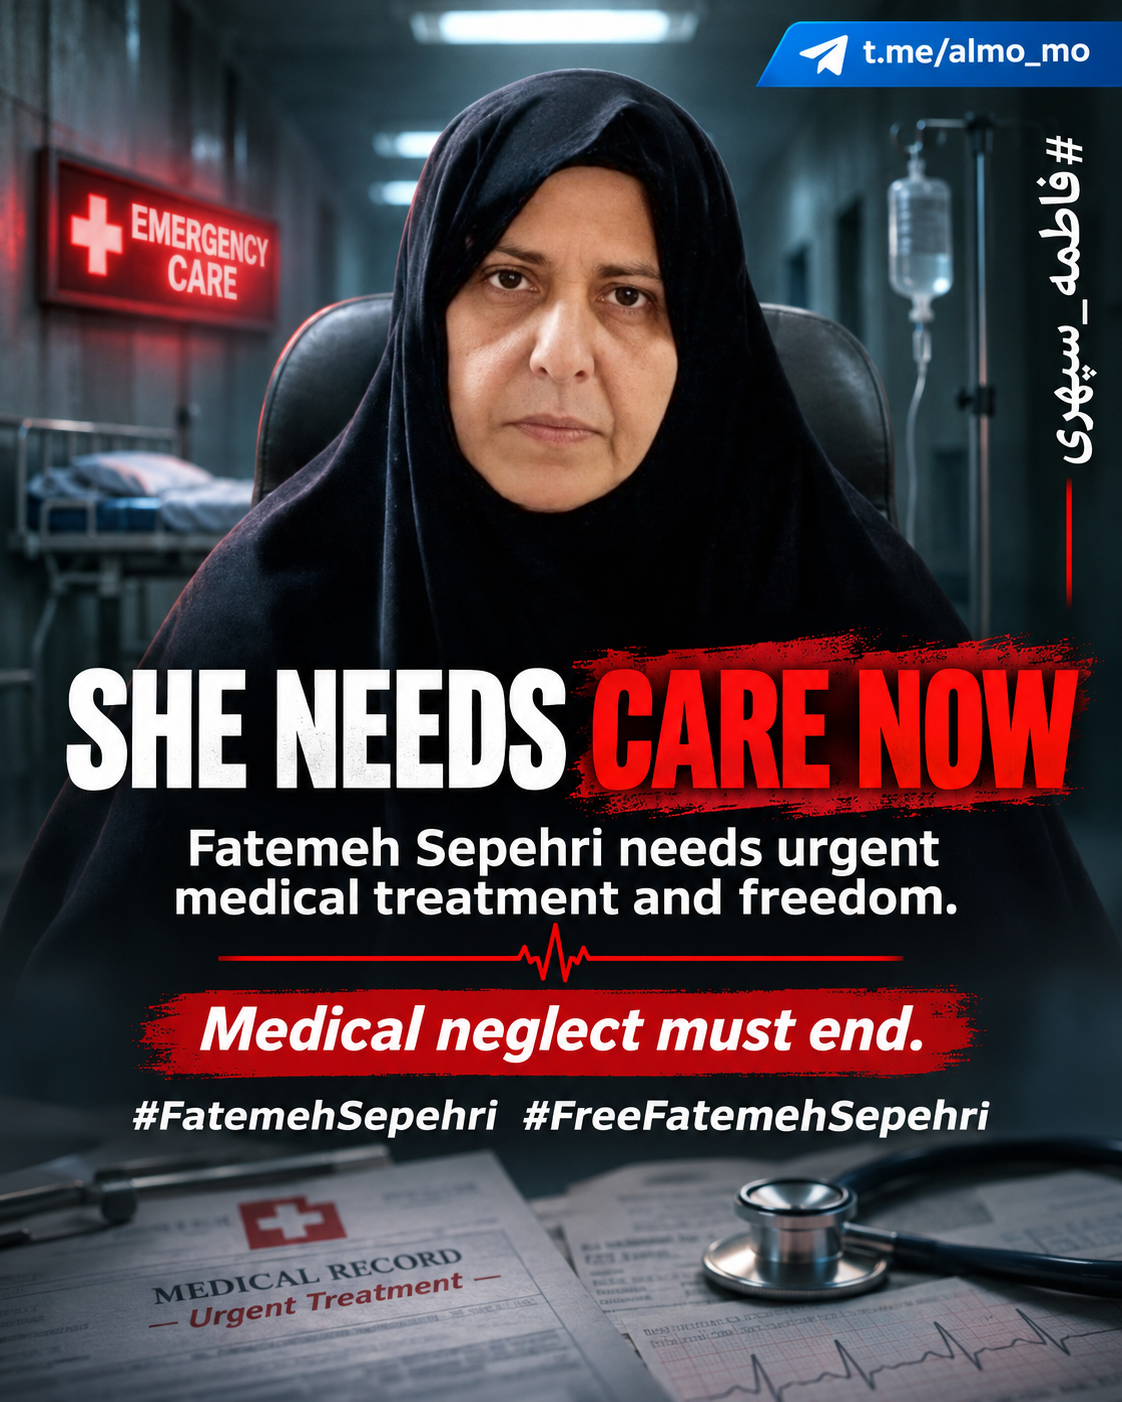 t.me/almo_mo
#فاطمه_سپهری
EMERGENCY
CARE
SHE NEEDS CARE NOW
Fatemeh Sepehri needs urgent
medical treatment and freedom.
Medical neglect must end.
#FatemehSepehri #FreeFatemehSepehri
MEDICAL RECORD
— Urgent Treatment —